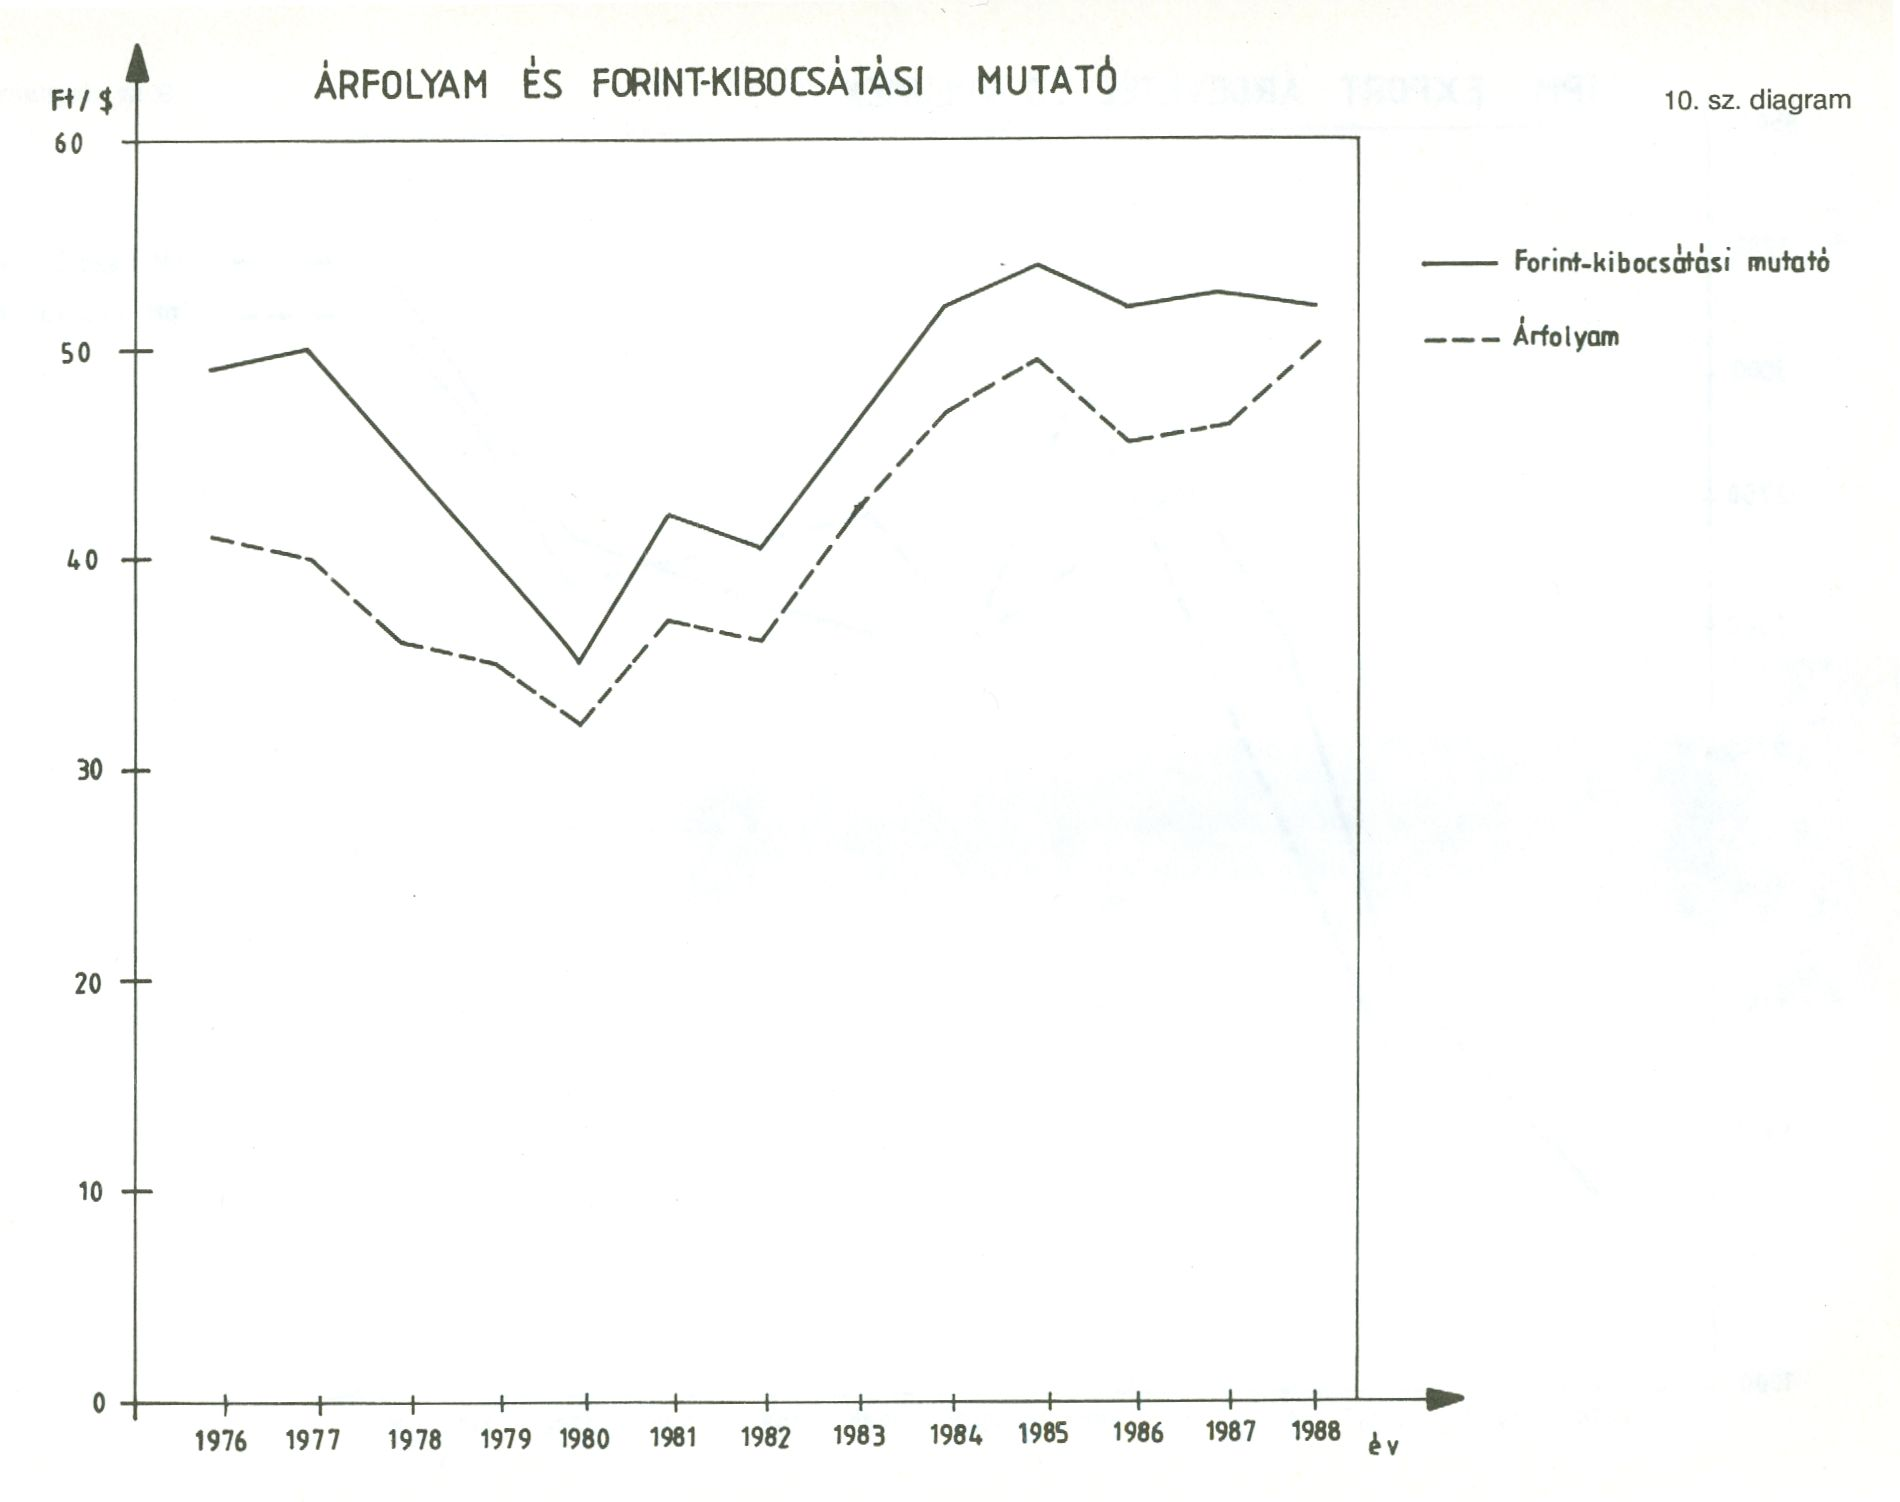 ÁRFOLYAM ÉS FORINT-KIBOCSÁTÁSI MUTATÓ
10. sz. diagram
Ft / $
60
50
40
30
20
10
0
Forint-kibocsátási mutató
Árfolyam
1976 1977 1978 1979 1980 1981 1982 1983 1984 1985 1986 1987 1988 év